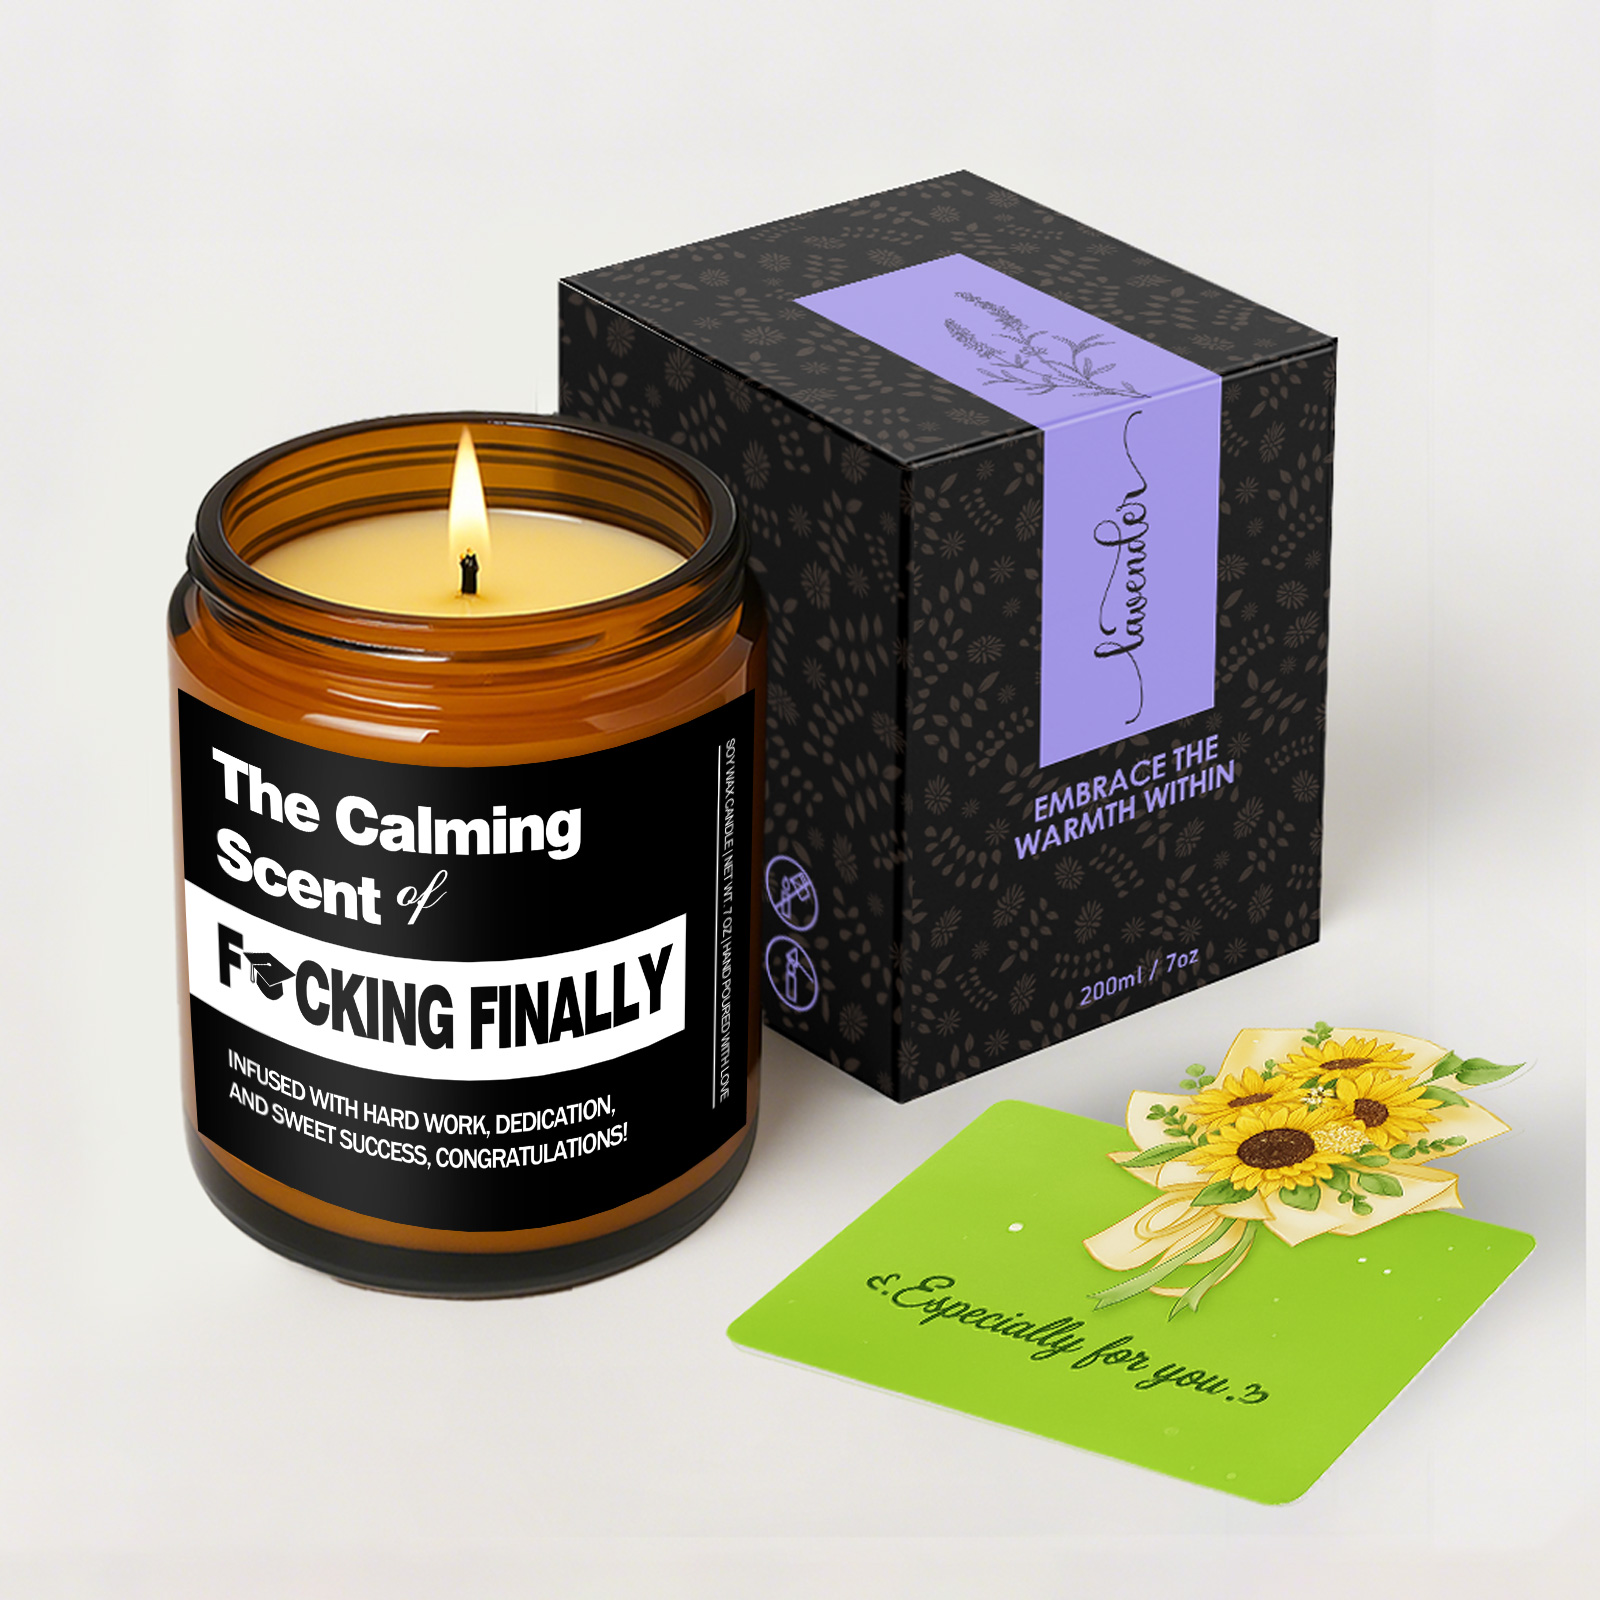 The Calming
Scent of
F CKING FINALLY
INFUSED WITH HARD WORK, DEDICATION,
AND SWEET SUCCESS, CONGRATULATIONS!
SOY WAX CANDLE | NET WT. 7 OZ | HAND POURED WITH LOVE
lavender
EMBRACE THE
WARMTH WITHIN
200ml / 7oz
Especially for you.